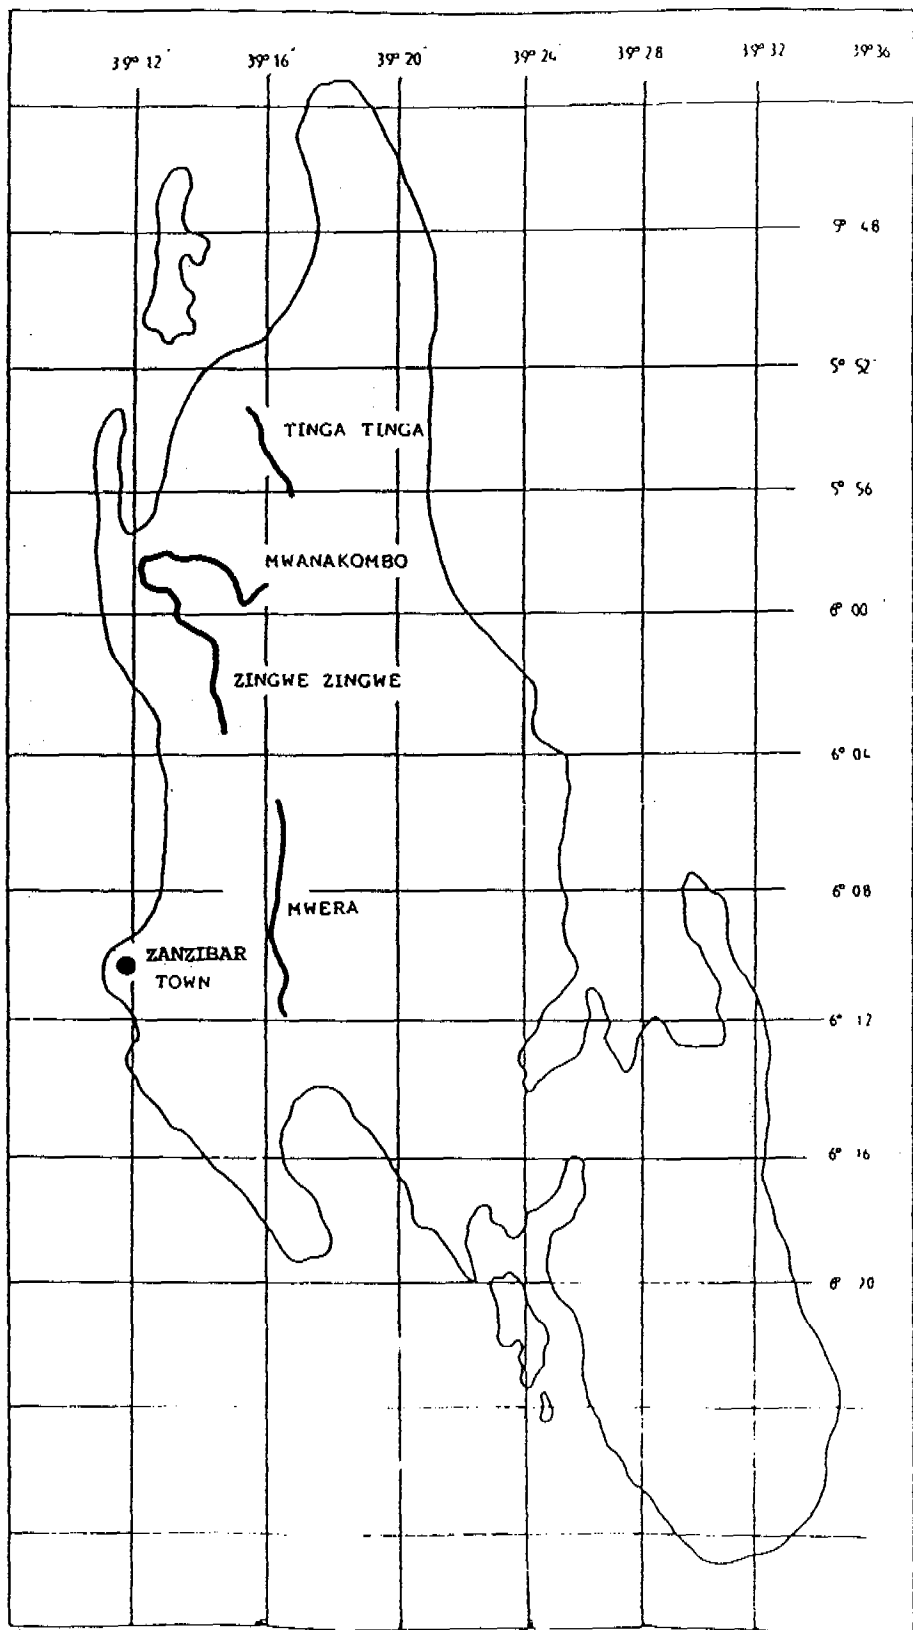 39° 12'
39° 16'
39° 20
39° 24'
39° 28
39° 32
39° 36
9° 48
5° 52'
TINGA TINGA
5° 56
MWANAKOMBO
6° 00
ZINGWE ZINGWE
6° 04
6° 08
MWERA
ZANZIBAR
TOWN
6° 12
6° 16
6° 20